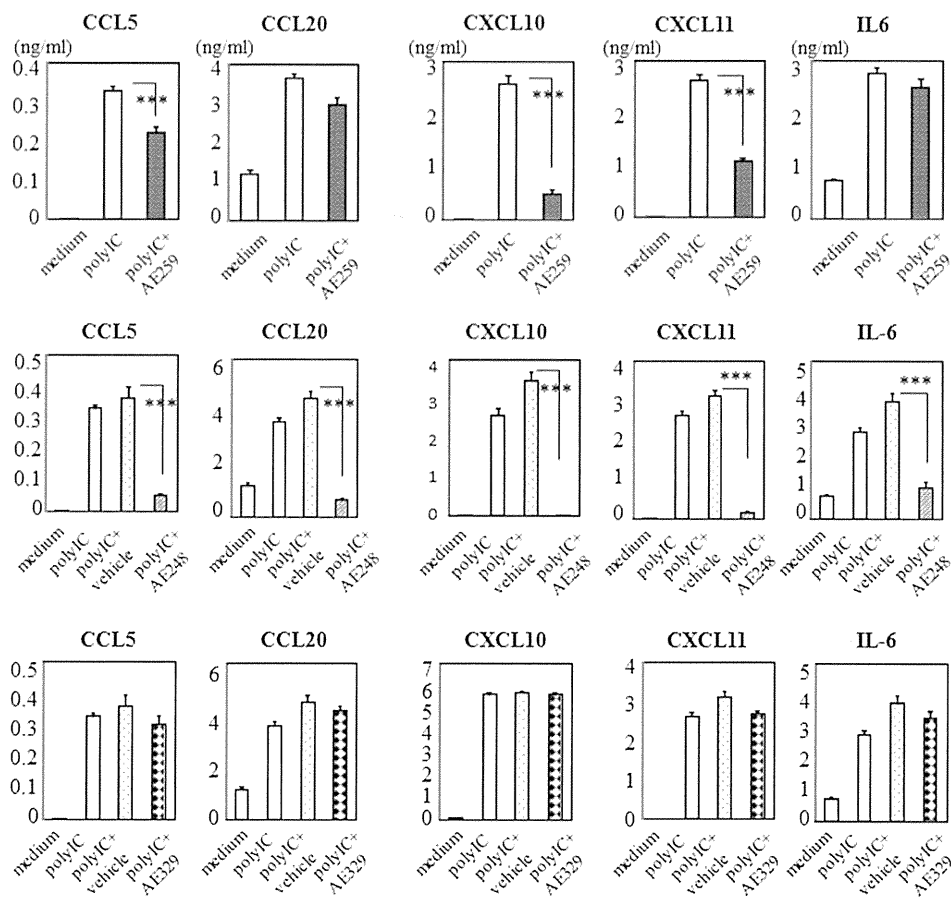 CCL5 CCL20 CXCL10 CXCL11 IL6
(ng/ml) (ng/ml) (ng/ml) (ng/ml) (ng/ml)
0.4 0.3 0.2 0.1 0
*** 
medium polyIC polyIC+ AE259
4 3 2 1 0
medium polyIC polyIC+ AE259
3 2 1 0
***
medium polyIC polyIC+ AE259
3 2 1 0
***
medium polyIC polyIC+ AE259
3 2 1 0
medium polyIC polyIC+ AE259
CCL5 CCL20 CXCL10 CXCL11 IL-6
0.5 0.4 0.3 0.2 0.1 0
***
medium polyIC polyIC+ vehicle polyIC+ AE248
6 4 2 0
***
medium polyIC polyIC+ vehicle polyIC+ AE248
4 3 2 1 0
***
medium polyIC polyIC+ vehicle polyIC+ AE248
4 3 2 1 0
***
medium polyIC polyIC+ vehicle polyIC+ AE248
5 4 3 2 1 0
***
medium polyIC polyIC+ vehicle polyIC+ AE248
CCL5 CCL20 CXCL10 CXCL11 IL-6
0.5 0.4 0.3 0.2 0.1 0
medium polyIC polyIC+ vehicle polyIC+ AE329
6 4 2 0
medium polyIC polyIC+ vehicle polyIC+ AE329
7 6 5 4 3 2 1 0
medium polyIC polyIC+ vehicle polyIC+ AE329
4 3 2 1 0
medium polyIC polyIC+ vehicle polyIC+ AE329
5 4 3 2 1 0
medium polyIC polyIC+ vehicle polyIC+ AE329